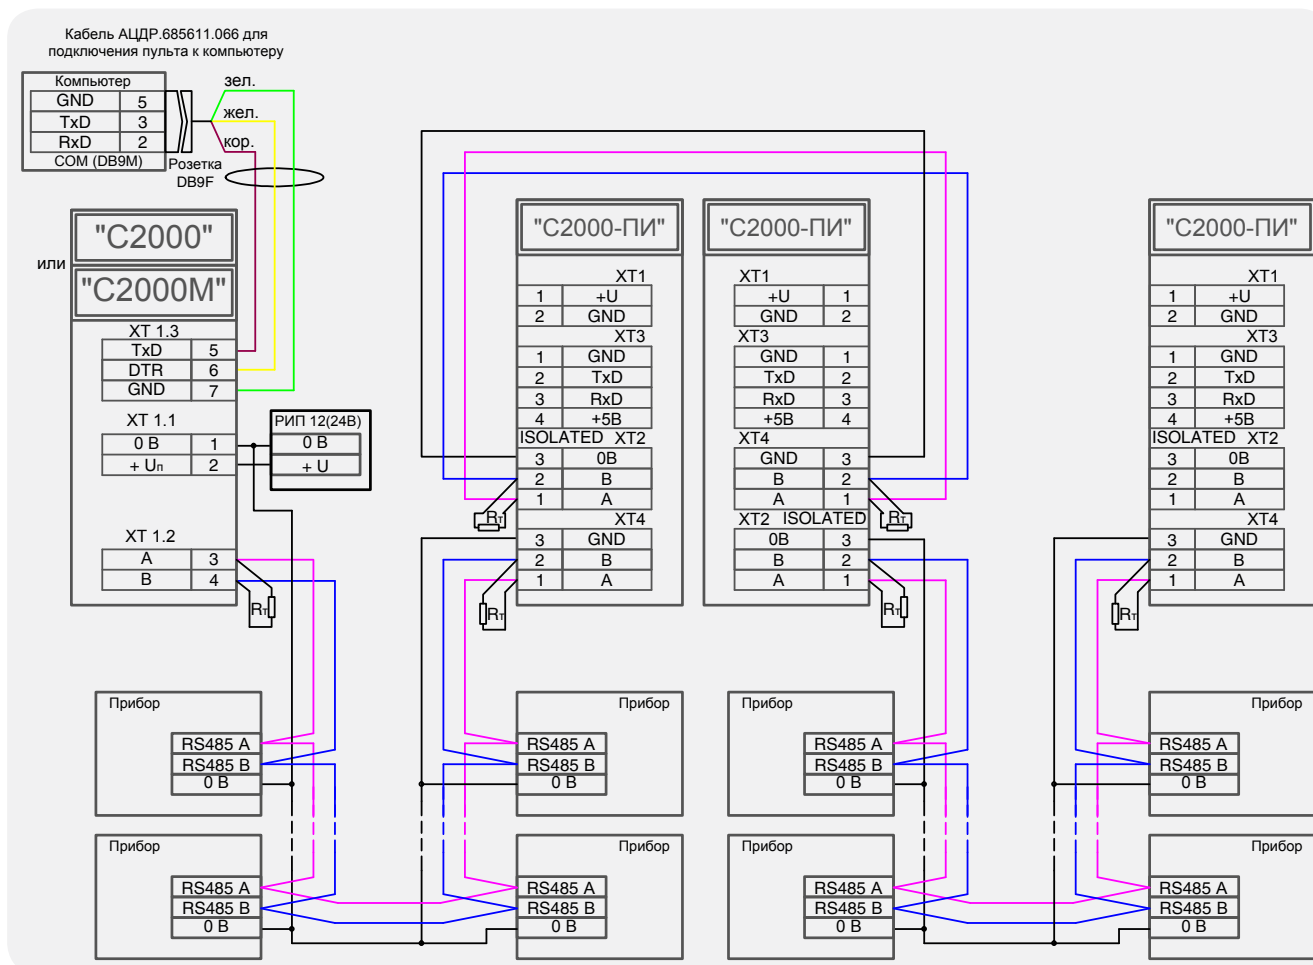 Кабель АЦДР.685611.066 для
подключения пульта к компьютеру
Компьютер
GND 5
TxD 3
RxD 2
COM (DB9M)
Розетка
DB9F
зел.
жел.
кор.
"С2000"
или
"С2000М"
XT 1.3
TxD 5
DTR 6
GND 7
XT 1.1
0 В 1
+ Uп 2
РИП 12(24В)
0 В
+ U
XT 1.2
A 3
B 4
Rт
"С2000-ПИ"
XT1
1 +U
2 GND
XT3
1 GND
2 TxD
3 RxD
4 +5В
ISOLATED XT2
3 0В
2 B
1 A
Rт
XT4
3 GND
2 B
1 A
Rт
"С2000-ПИ"
XT1
+U 1
GND 2
XT3
GND 1
TxD 2
RxD 3
+5В 4
XT4
GND 3
B 2
A 1
Rт
XT2 ISOLATED
0В 3
B 2
A 1
Rт
"С2000-ПИ"
XT1
1 +U
2 GND
XT3
1 GND
2 TxD
3 RxD
4 +5В
ISOLATED XT2
3 0В
2 B
1 A
XT4
3 GND
2 B
1 A
Rт
Прибор
RS485 A
RS485 B
0 В
Прибор
RS485 A
RS485 B
0 В
Прибор
RS485 A
RS485 B
0 В
Прибор
RS485 A
RS485 B
0 В
Прибор
RS485 A
RS485 B
0 В
Прибор
RS485 A
RS485 B
0 В
Прибор
RS485 A
RS485 B
0 В
Прибор
RS485 A
RS485 B
0 В